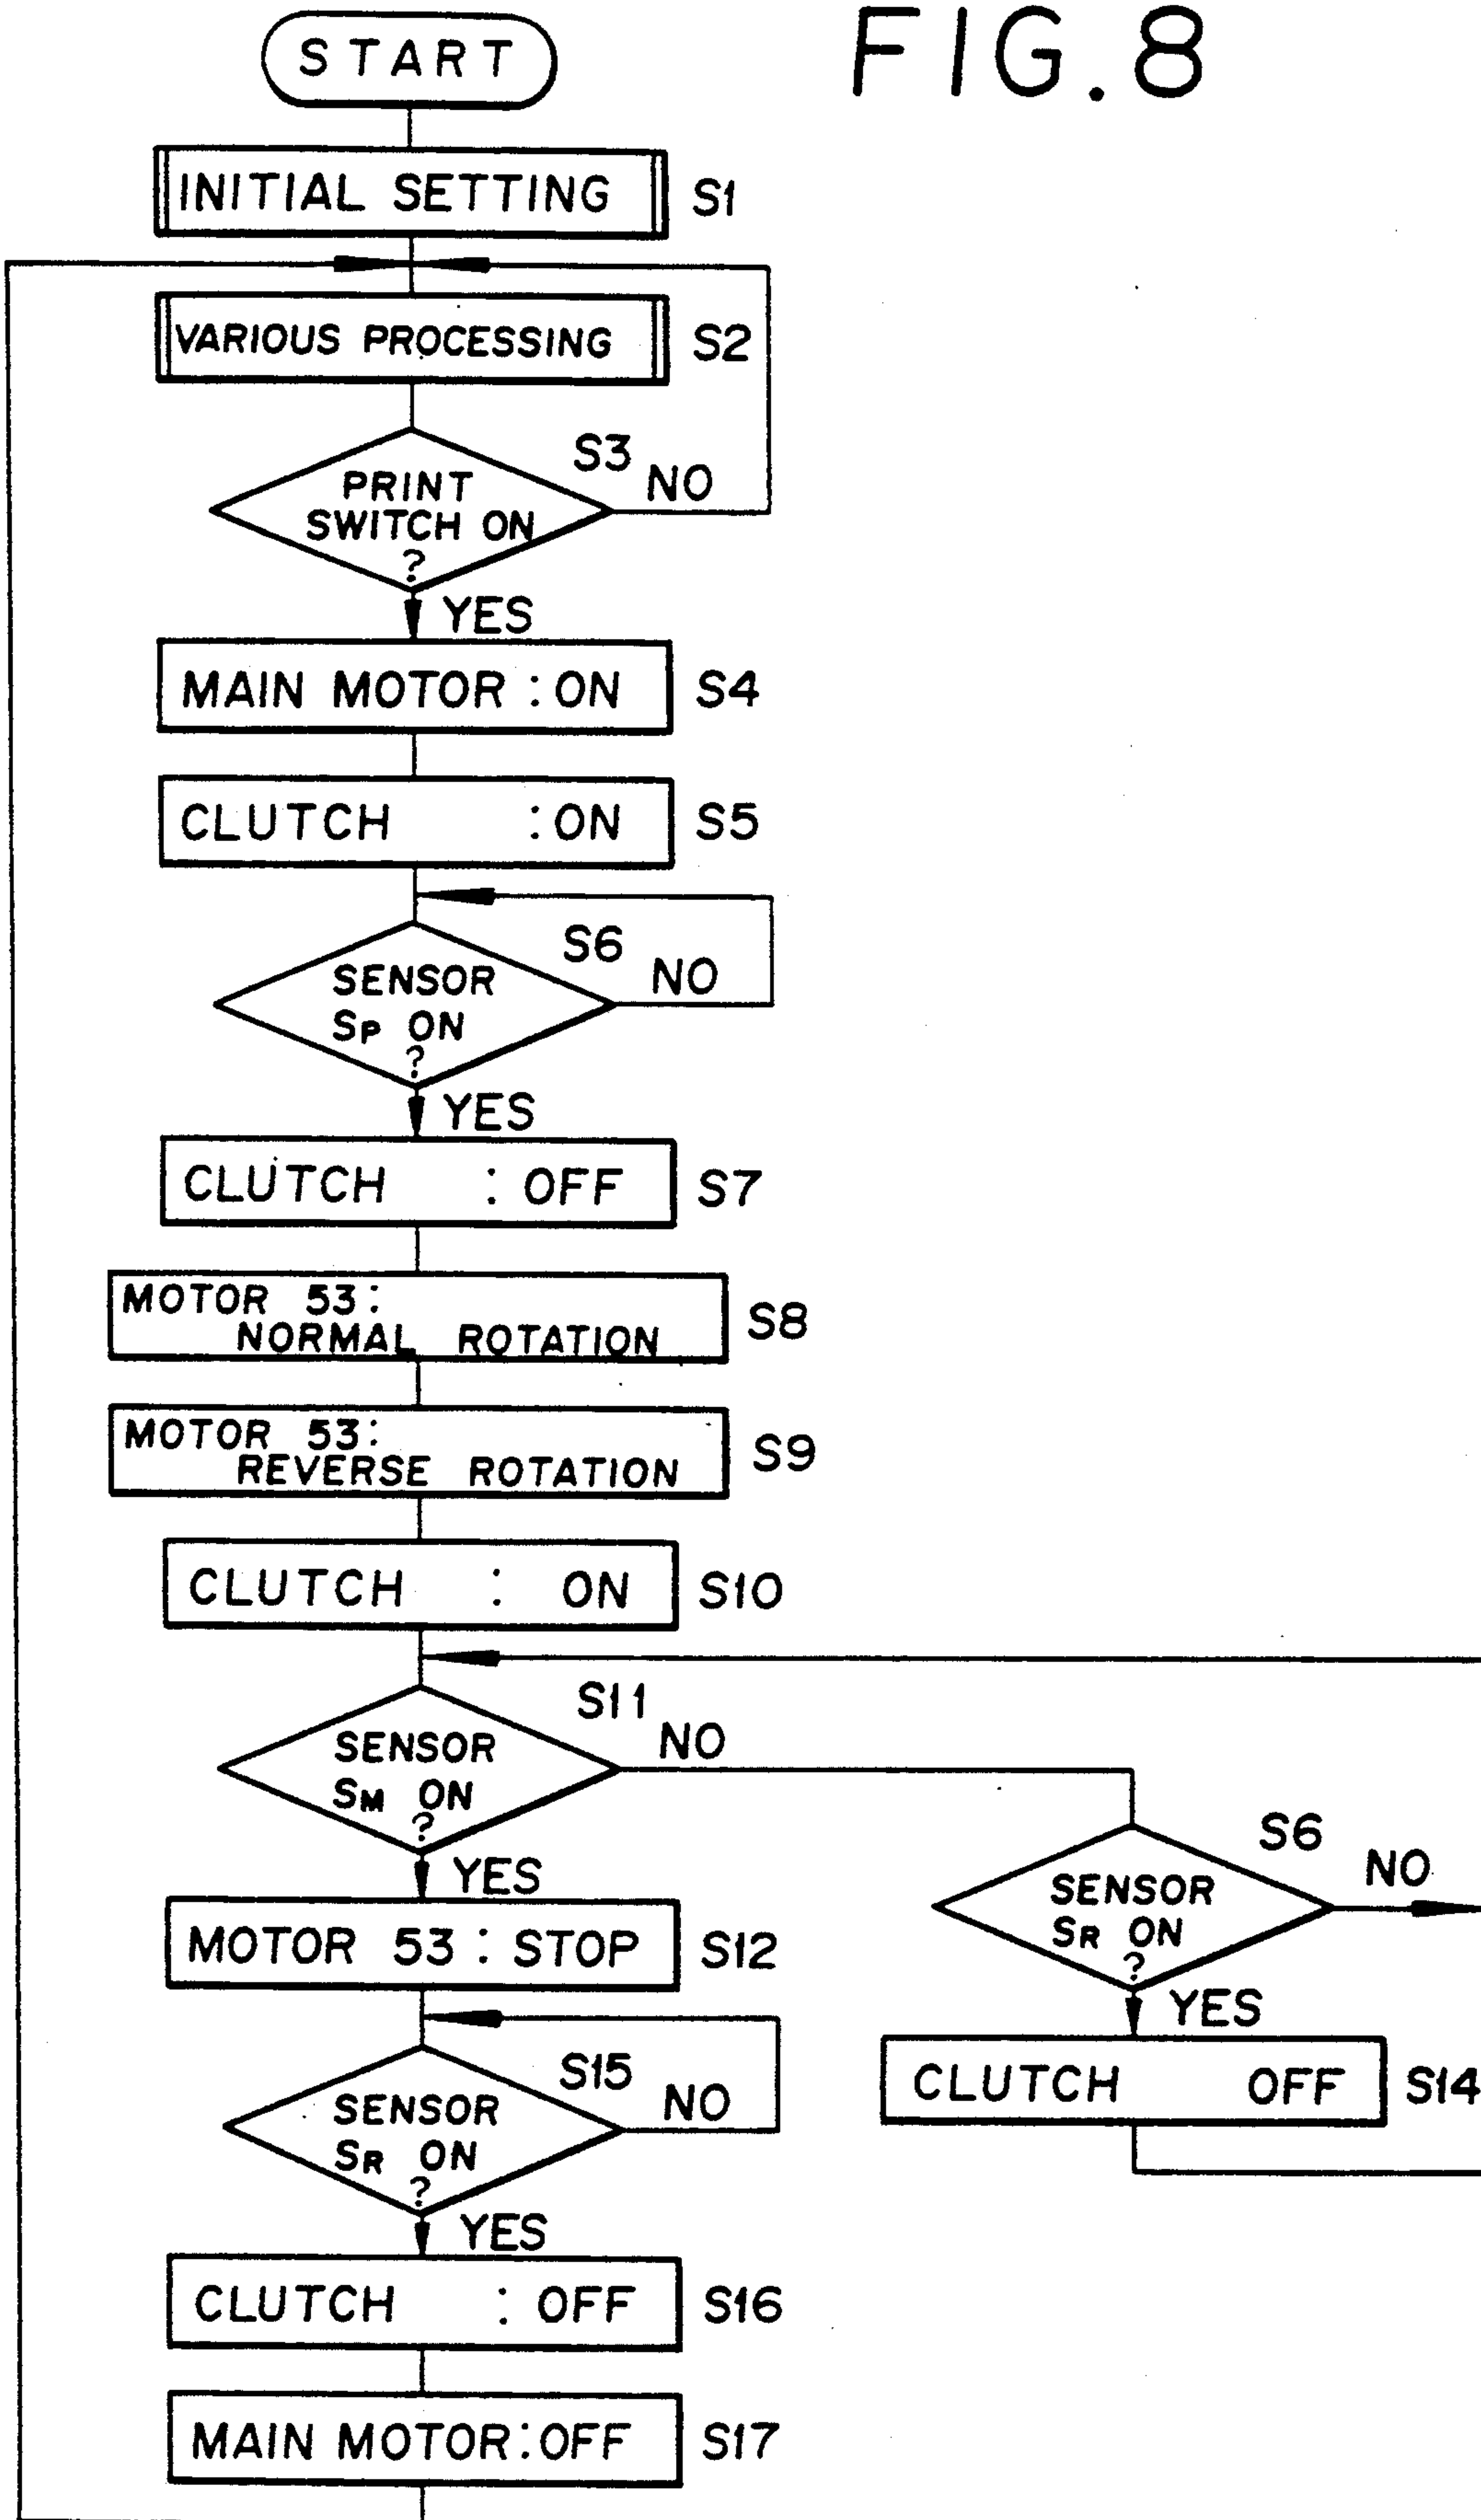 FIG. 8
START
INITIAL SETTING S1
VARIOUS PROCESSING S2
S3
PRINT
SWITCH ON
?
NO
YES
MAIN MOTOR : ON S4
CLUTCH : ON S5
S6
SENSOR
SP ON
?
NO
YES
CLUTCH : OFF S7
MOTOR 53:
NORMAL ROTATION
S8
MOTOR 53:
REVERSE ROTATION
S9
CLUTCH : ON S10
S11
SENSOR
SM ON
?
NO
YES
S6
SENSOR
SR ON
?
NO
YES
CLUTCH OFF S14
MOTOR 53 : STOP S12
S15
SENSOR
SR ON
?
NO
YES
CLUTCH : OFF S16
MAIN MOTOR : OFF S17